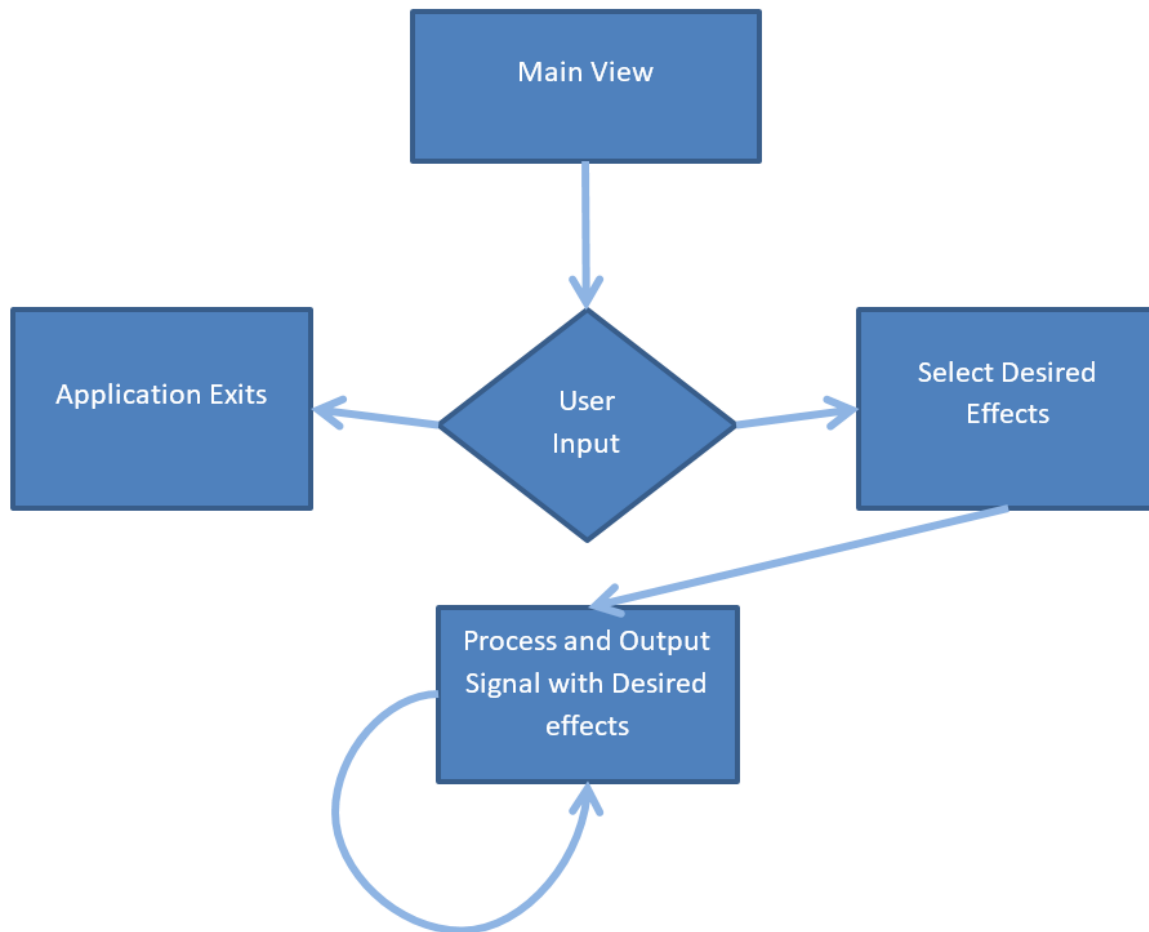 Main View
Application Exits
User
Input
Select Desired
Effects
Process and Output
Signal with Desired
effects